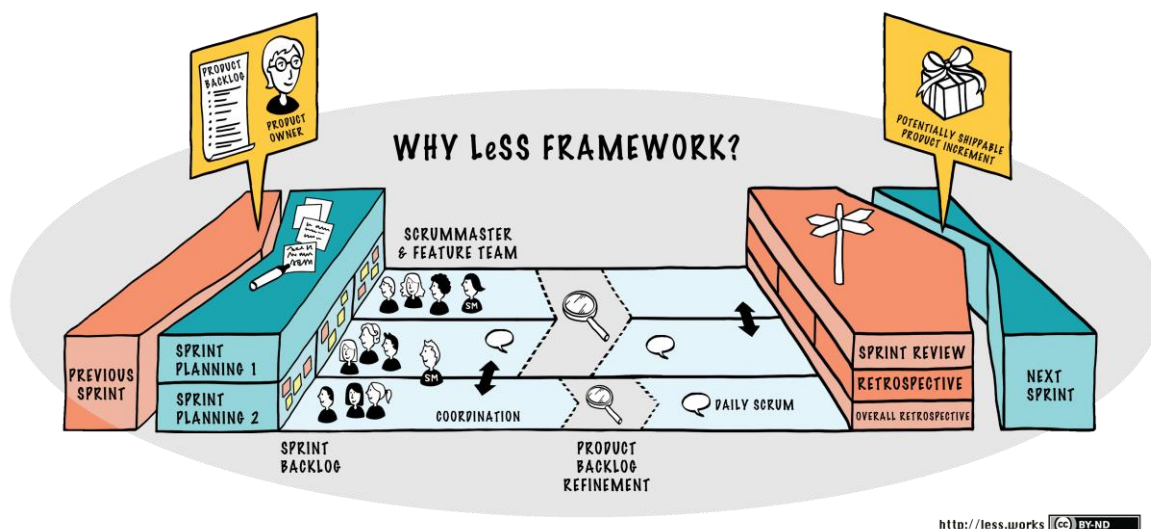 PRODUCT
BACKLOG
PRODUCT
OWNER
WHY LeSS FRAMEWORK?
POTENTIALLY SHIPPABLE
PRODUCT INCREMENT
SCRUMMASTER
& FEATURE TEAM
SM
SM
PREVIOUS
SPRINT
SPRINT
PLANNING 1
SPRINT
PLANNING 2
COORDINATION
DAILY SCRUM
SPRINT REVIEW
RETROSPECTIVE
OVERALL RETROSPECTIVE
NEXT
SPRINT
SPRINT
BACKLOG
PRODUCT
BACKLOG
REFINEMENT
http://less.works
cc BY-ND